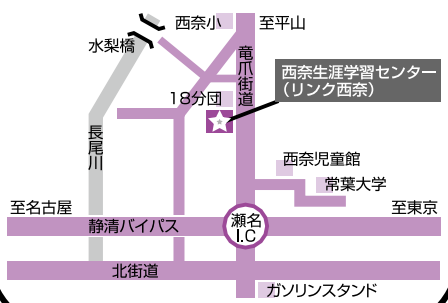 西奈小
至平山
水梨橋
竜爪街道
西奈生涯学習センター
（リンク西奈）
18分団
長尾川
西奈児童館
常葉大学
至名古屋
至東京
静清バイパス
瀬名
I.C
北街道
ガソリンスタンド